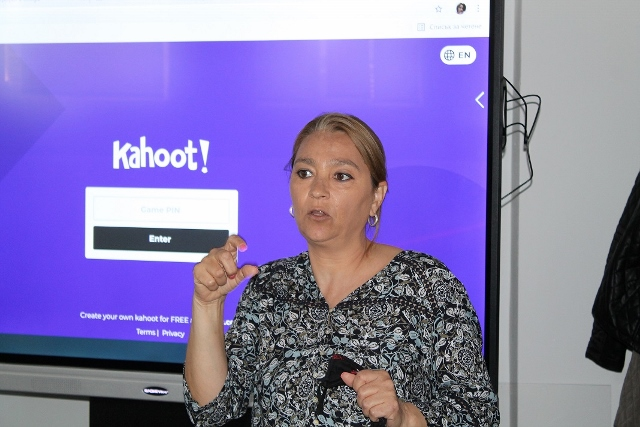 EN
Kahoot!
Game PIN
Enter
Create your own kahoot for FREE
Terms | Privacy